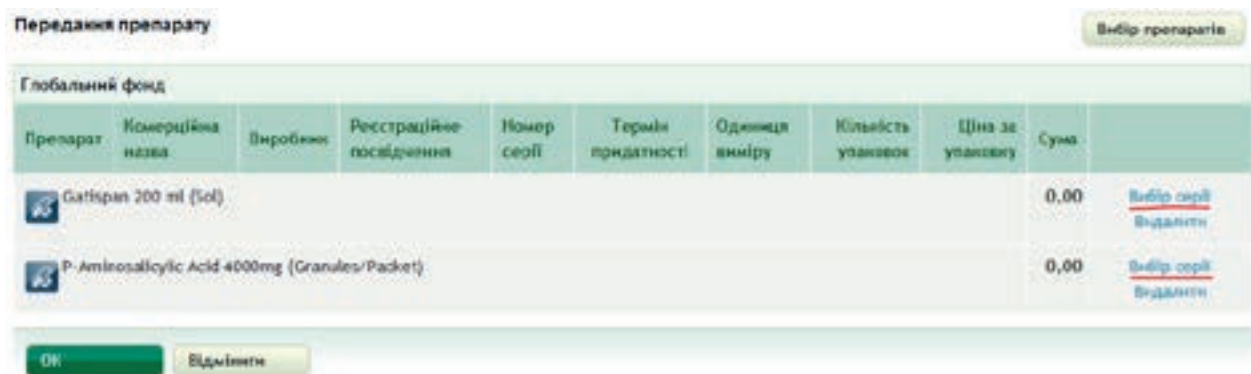 Передання препарату
Вибір препаратів
Глобальний фонд
Препарат Комерційна назва Виробник Реєстраційне посвідчення Номер серії Термін придатності Одиниця виміру Кількість упаковок Ціна за упаковку Сума
Gatispan 200 ml (Sol) 0,00 Вибір серії
Видалити
P-Aminosalicylic Acid 4000mg (Granules/Packet) 0,00 Вибір серії
Видалити
ОК Відмінити